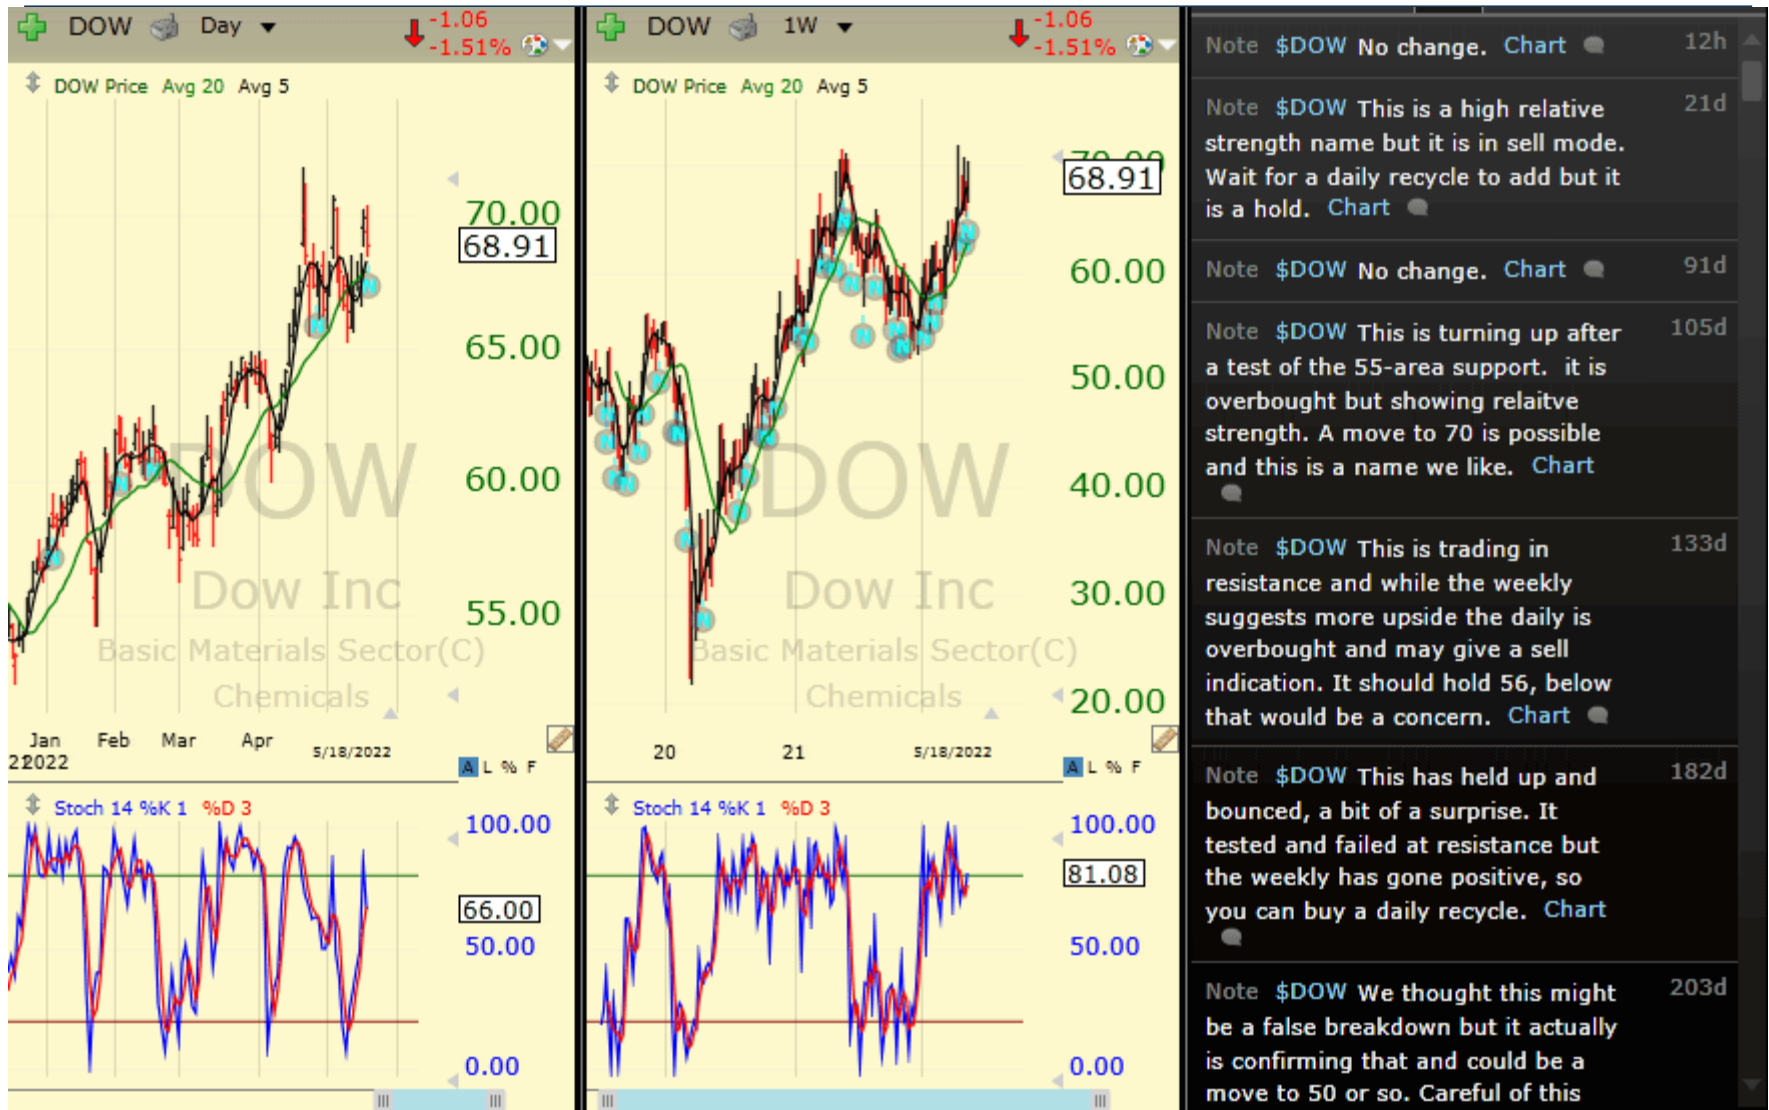 DOW Day -1.06
-1.51%
DOW Price Avg 20 Avg 5
70.00
68.91
65.00
60.00
55.00
DOW
Dow Inc
Basic Materials Sector(C)
Chemicals
Jan Feb Mar Apr 5/18/2022
2022
A L % F
Stoch 14 %K 1 %D 3
100.00
66.00
50.00
0.00
DOW 1W -1.06
-1.51%
DOW Price Avg 20 Avg 5
70.00
68.91
60.00
50.00
40.00
30.00
20.00
DOW
Dow Inc
Basic Materials Sector(C)
Chemicals
20 21 5/18/2022
A L % F
Stoch 14 %K 1 %D 3
100.00
81.08
50.00
0.00
Note $DOW No change. Chart 12h
Note $DOW This is a high relative 21d
strength name but it is in sell mode.
Wait for a daily recycle to add but it
is a hold. Chart
Note $DOW No change. Chart 91d
Note $DOW This is turning up after 105d
a test of the 55-area support. it is
overbought but showing relaitve
strength. A move to 70 is possible
and this is a name we like. Chart
Note $DOW This is trading in 133d
resistance and while the weekly
suggests more upside the daily is
overbought and may give a sell
indication. It should hold 56, below
that would be a concern. Chart
Note $DOW This has held up and 182d
bounced, a bit of a surprise. It
tested and failed at resistance but
the weekly has gone positive, so
you can buy a daily recycle. Chart
Note $DOW We thought this might 203d
be a false breakdown but it actually
is confirming that and could be a
move to 50 or so. Careful of this